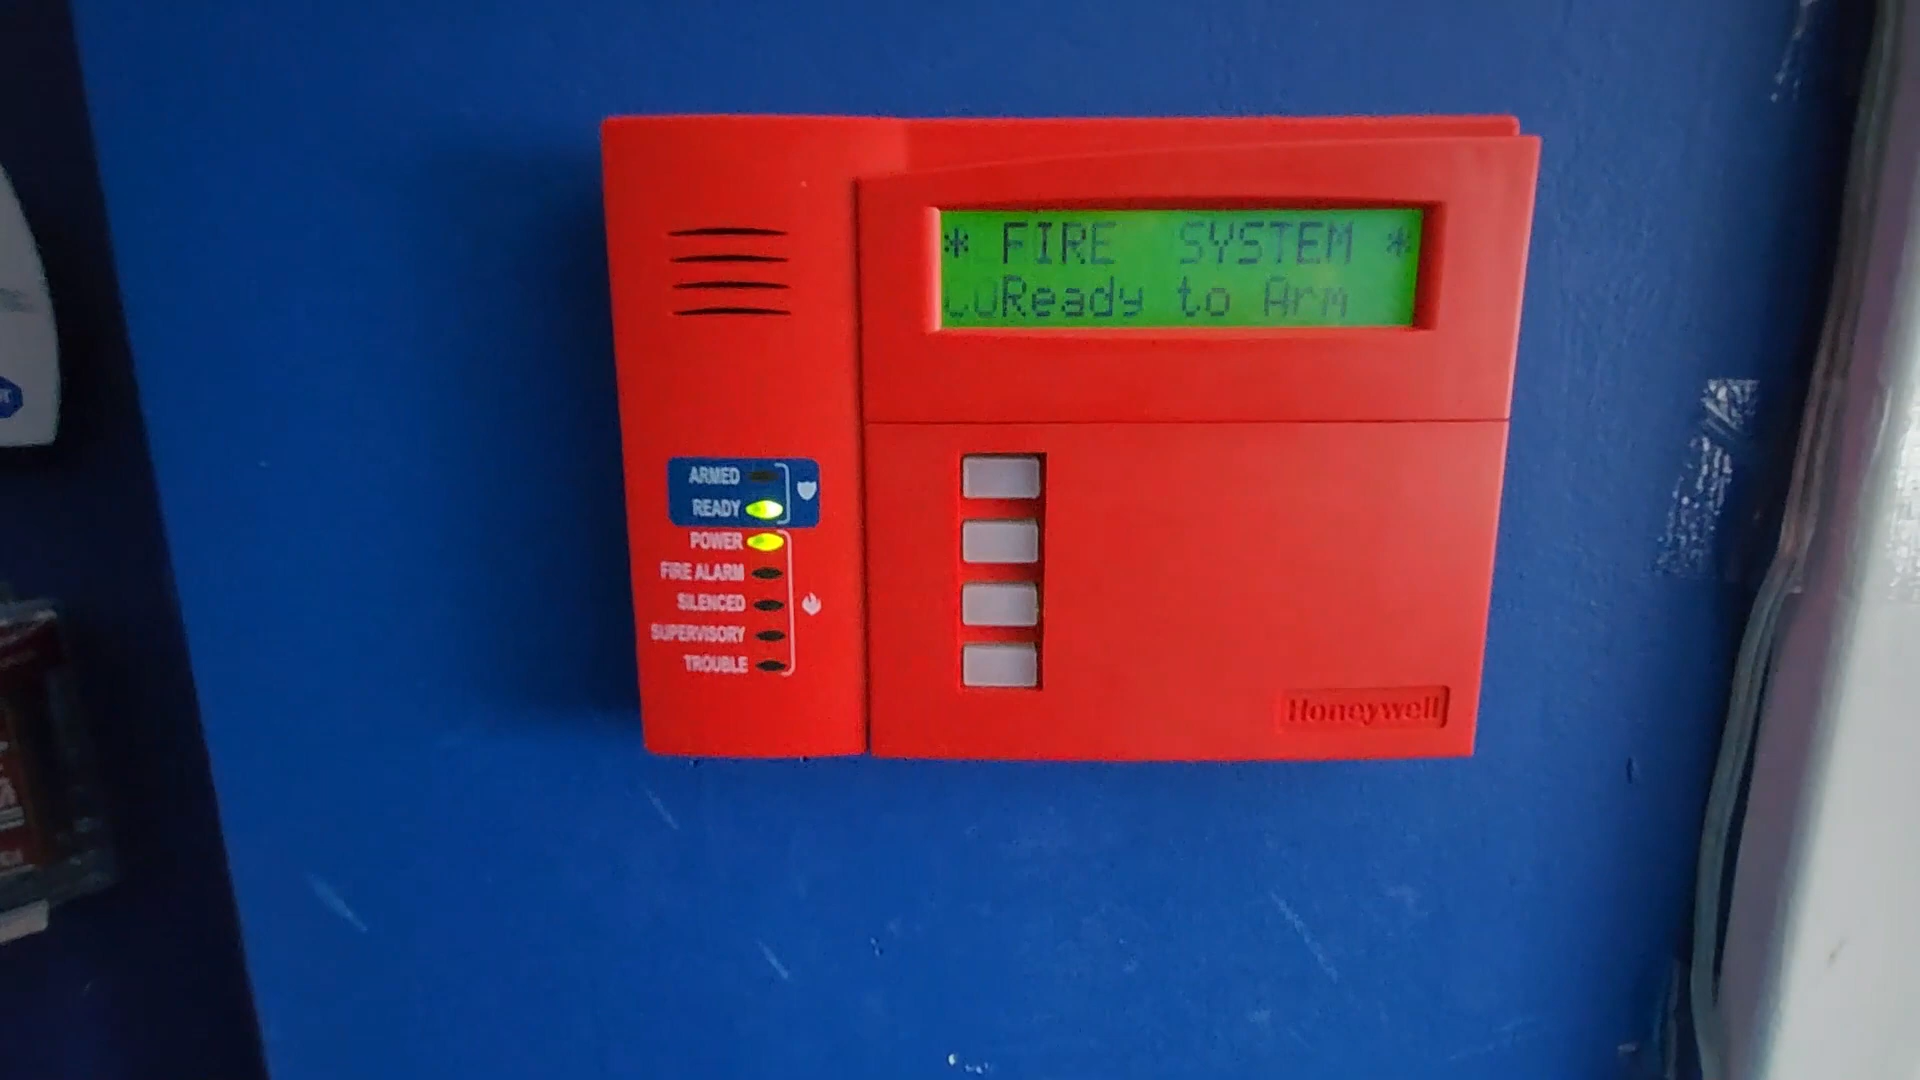 * FIRE SYSTEM *
Ready to Arm
ARMED
READY
POWER
FIRE ALARM
SILENCED
SUPERVISORY
TROUBLE
Honeywell